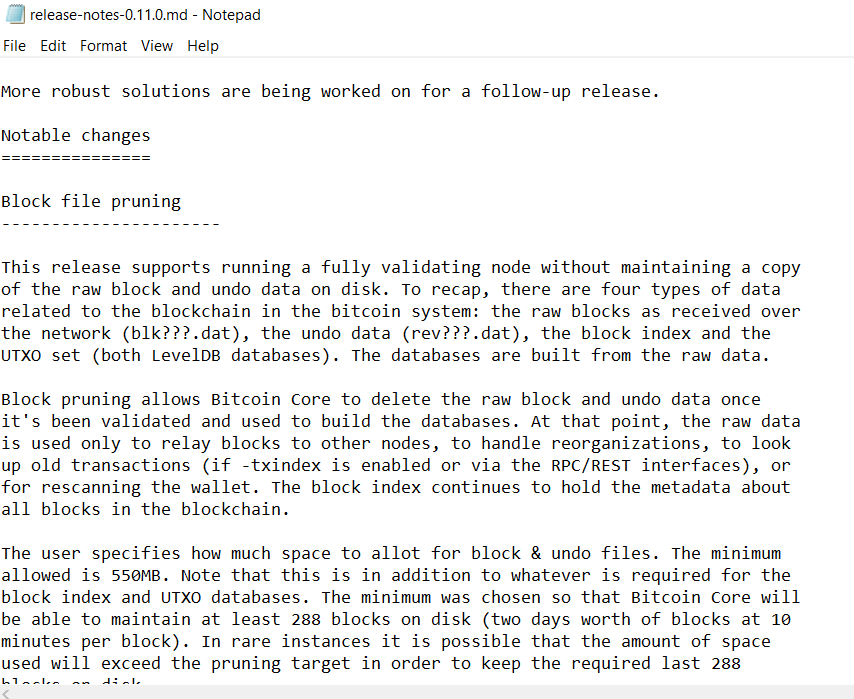 release-notes-0.11.0.md - Notepad
File Edit Format View Help
More robust solutions are being worked on for a follow-up release.
Notable changes
===============
Block file pruning
----------------------
This release supports running a fully validating node without maintaining a copy
of the raw block and undo data on disk. To recap, there are four types of data
related to the blockchain in the bitcoin system: the raw blocks as received over
the network (blk???.dat), the undo data (rev???.dat), the block index and the
UTXO set (both LevelDB databases). The databases are built from the raw data.
Block pruning allows Bitcoin Core to delete the raw block and undo data once
it's been validated and used to build the databases. At that point, the raw data
is used only to relay blocks to other nodes, to handle reorganizations, to look
up old transactions (if -txindex is enabled or via the RPC/REST interfaces), or
for rescanning the wallet. The block index continues to hold the metadata about
all blocks in the blockchain.
The user specifies how much space to allot for block & undo files. The minimum
allowed is 550MB. Note that this is in addition to whatever is required for the
block index and UTXO databases. The minimum was chosen so that Bitcoin Core will
be able to maintain at least 288 blocks on disk (two days worth of blocks at 10
minutes per block). In rare instances it is possible that the amount of space
used will exceed the pruning target in order to keep the required last 288
blocks on disk.